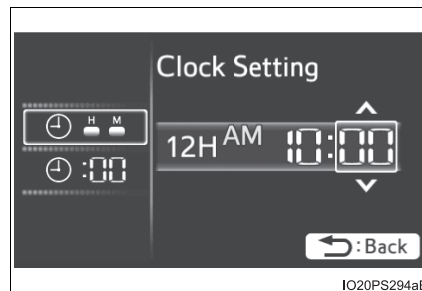 Clock Setting
H M
12H AM 10:00
:00
:Back
IO20PS294aE